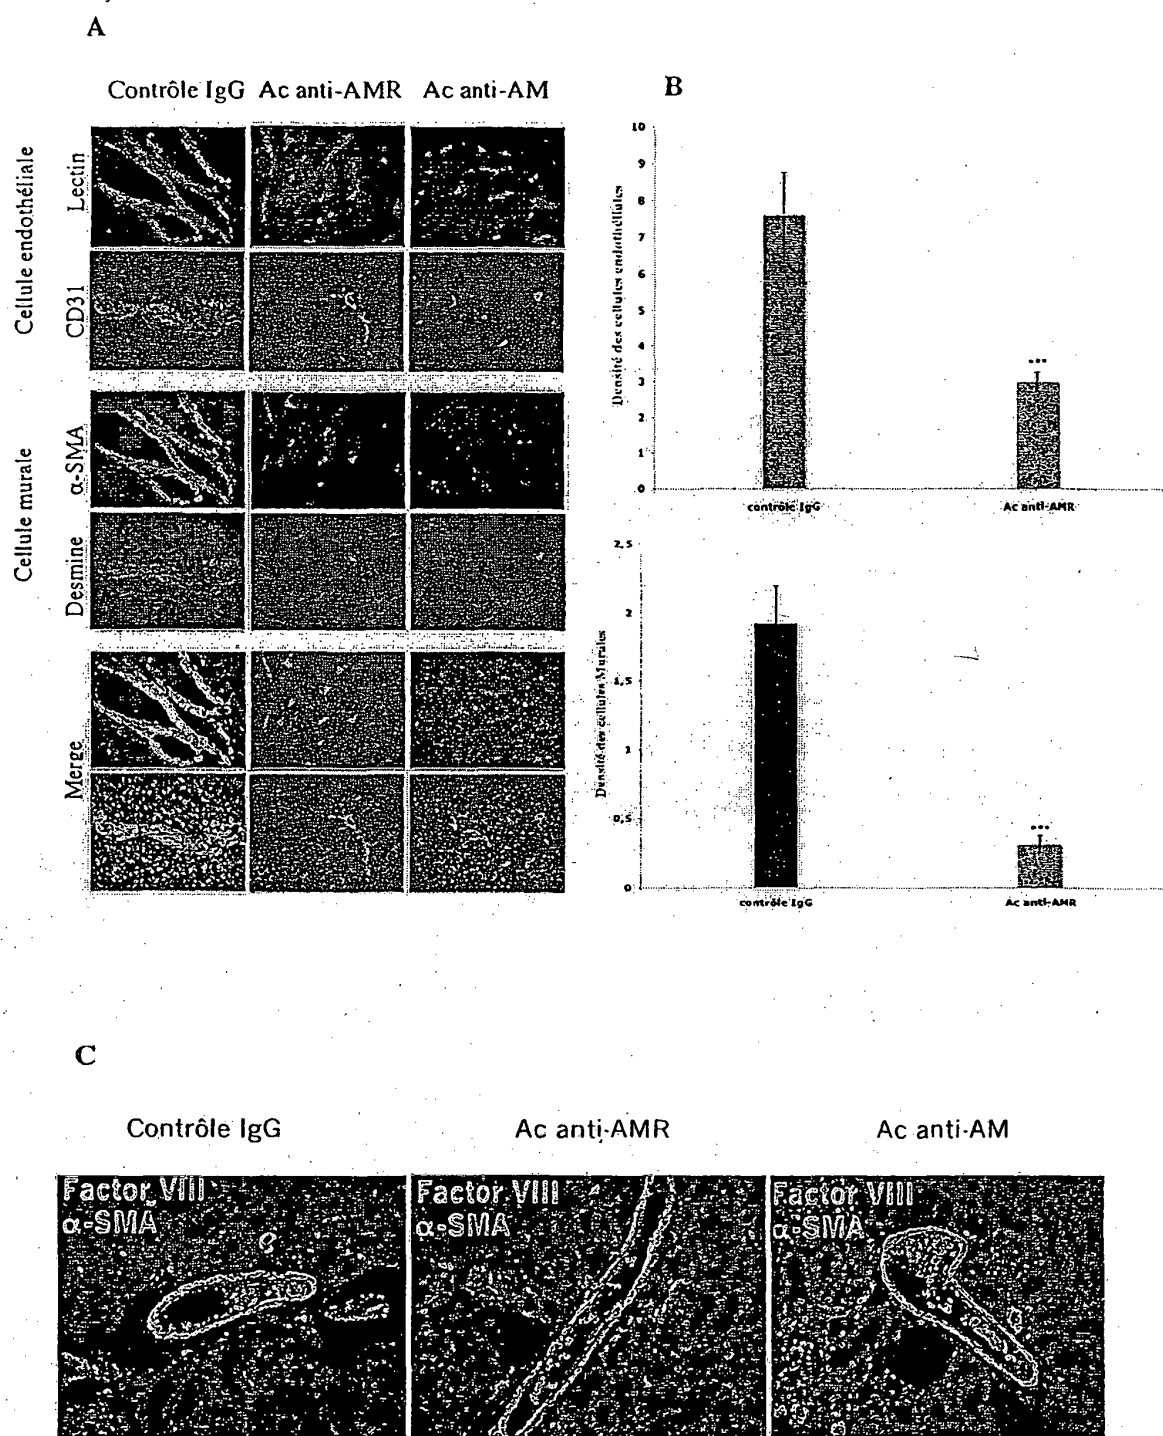 A
Contrôle IgG Ac anti-AMR Ac anti-AM
Cellule endothéliale
Lectin
CD31
Cellule murale
α-SMA
Desmine
Merge
B
Densité des cellules endothéliales
10
9
8
7
6
5
4
3
2
1
0
***
contrôle IgG Ac anti-AMR
Densité des cellules Murales
2,5
2
1,5
1
0,5
0
***
contrôle IgG Ac anti-AMR
C
Contrôle IgG Ac anti-AMR Ac anti-AM
Factor VIII
α-SMA
Factor VIII
α-SMA
Factor VIII
α-SMA